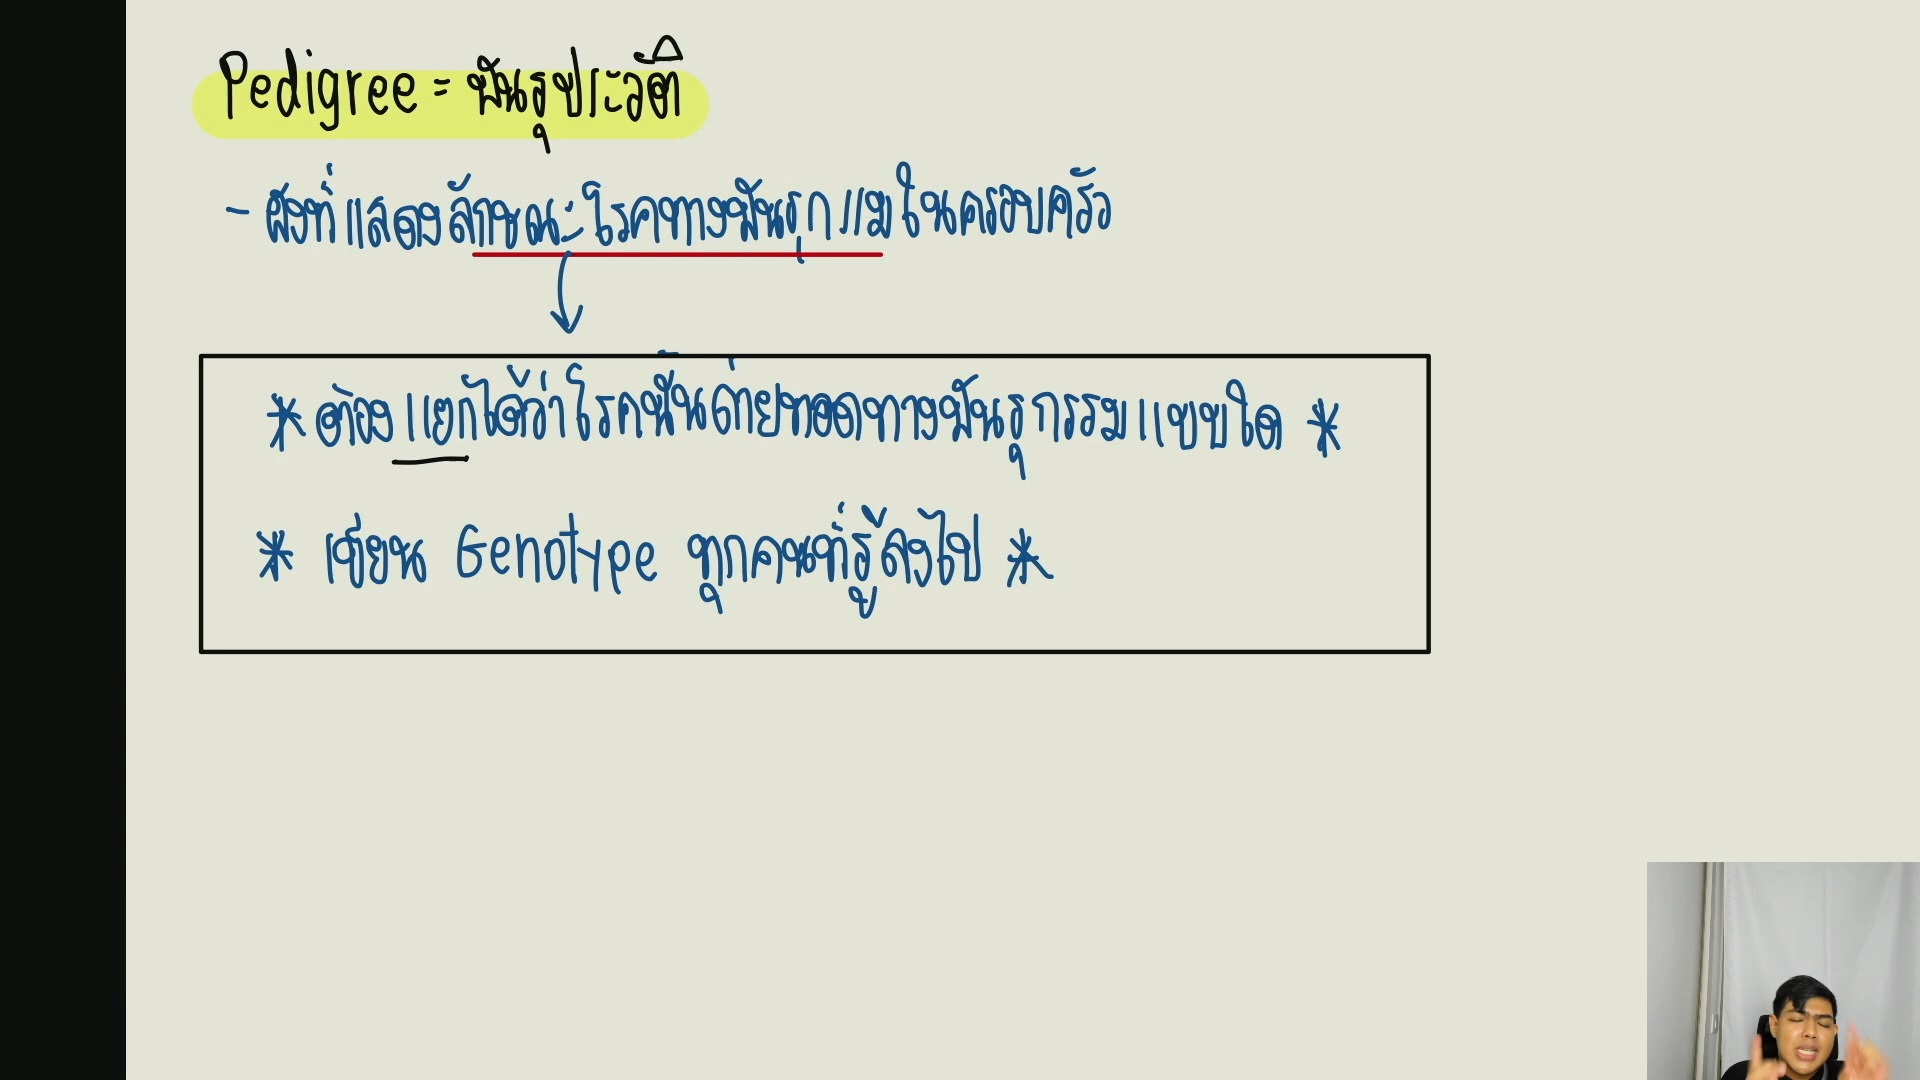 Pedigree = พันธุประวัติ
- ผังที่แสดงลักษณะโรคทางพันธุกรรมในครอบครัว
* ต้องแยกได้ว่าโรคนั้นถ่ายทอดทางพันธุกรรมแบบใด *
* เขียน Genotype ทุกคนที่รู้ลงไป *